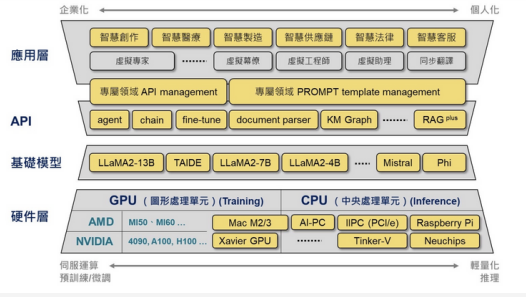 企業化 個人化
應用層
智慧創作 智慧醫療 智慧製造 智慧供應鏈 智慧法律 智慧客服
虛擬專家 ········ 虛擬幕僚 虛擬工程師 虛擬助理 同步翻譯
專屬領域 API management 專屬領域 PROMPT template management
API
agent chain fine-tune document parser KM Graph ········ RAG plus
基礎模型
LLaMA2-13B TAIDE LLaMA2-7B LLaMA2-4B ···· Mistral Phi
硬件層
GPU（圖形處理單元）(Training) CPU（中央處理單元）(Inference)
AMD MI50、MI60 ... Mac M2/3 AI-PC IIPC (PCI/e) Raspberry Pi
NVIDIA 4090, A100, H100 ... Xavier GPU ········ Tinker-V Neuchips
伺服運算 輕量化
預訓練/微調 推理